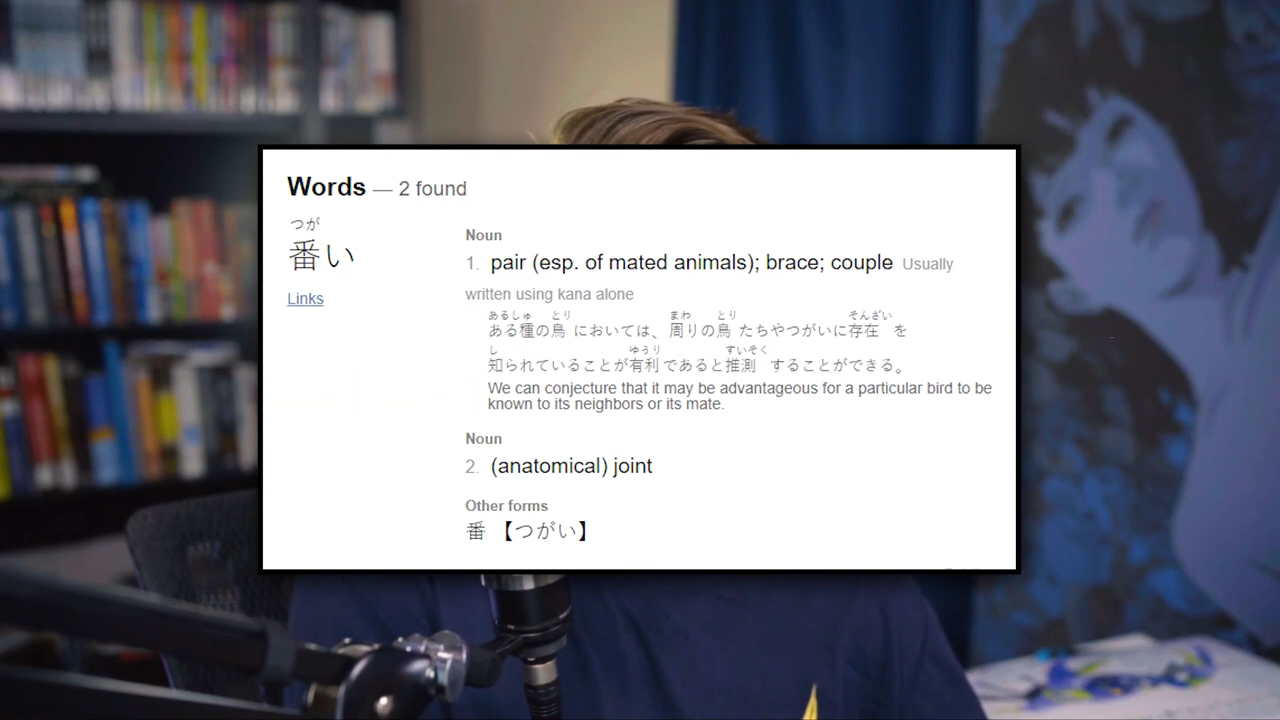 Words — 2 found
つが
番い
Links
Noun
1. pair (esp. of mated animals); brace; couple Usually
written using kana alone
あるしゅ とり まわ とり そんざい
ある種の鳥 においては、周りの鳥 たちやつがいに存在 を
し ゆうり すいそく
知られていることが有利であると推測 することができる。
We can conjecture that it may be advantageous for a particular bird to be
known to its neighbors or its mate.
Noun
2. (anatomical) joint
Other forms
番 【つがい】